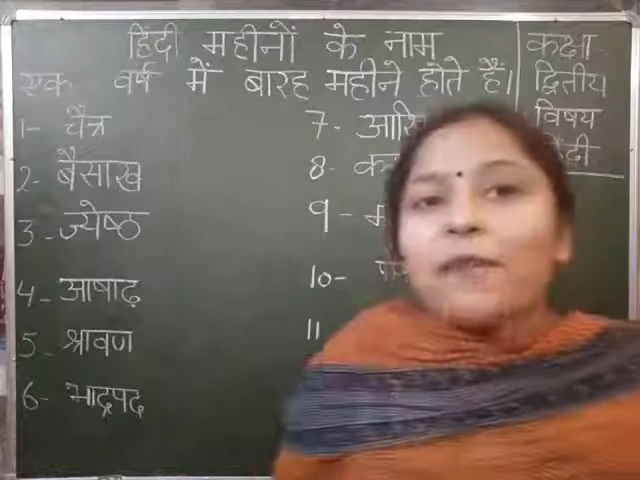 हिंदी महीनों के नाम
एक वर्ष में बारह महीने होते हैं।
1- चैत्र
2- बैसाख
3- ज्येष्ठ
4- आषाढ़
5- श्रावण
6- भाद्रपद
7-
8-
9-
10-
11
कक्षा
द्वितीय
विषय